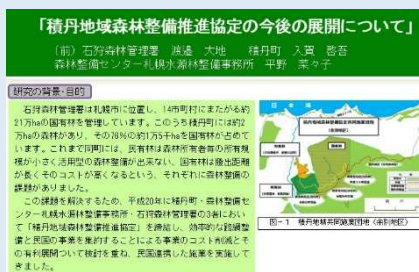 「積丹地域森林整備推進協定の今後の展開について」
(前) 石狩森林管理署 渡邉 大地 積丹町 入賀 啓吾
森林整備センター札幌水源林整備事務所 平野 菜々子
研究の背景・目的
石狩森林管理署は札幌市に位置し、14市町村にまたがる約
21万haの国有林を管理しています。このうち積丹町には約2
万haの森林があり、その76%の約1万5千haを国有林が占めて
います。これまで同町には、民有林は森林所有者毎の所有規
模が小さく活用型の森林整備が出来ない、国有林は搬出距離
が長くそのコストが高くなるという、それぞれに森林整備の
課題がありました。
この課題を解決するため、平成20年に積丹町・森林整備セ
ンター札幌水源林整備事務所・石狩森林管理署の3者におい
て「積丹地域森林整備推進協定」を締結し、効率的な路網整
備と民国の事業を集約することによる事業のコスト削減とそ
の有利展開ついて検討を重ね、民国連携した施業を実施して
きました。
図-1 積丹地域共同施業団地(余別地区)